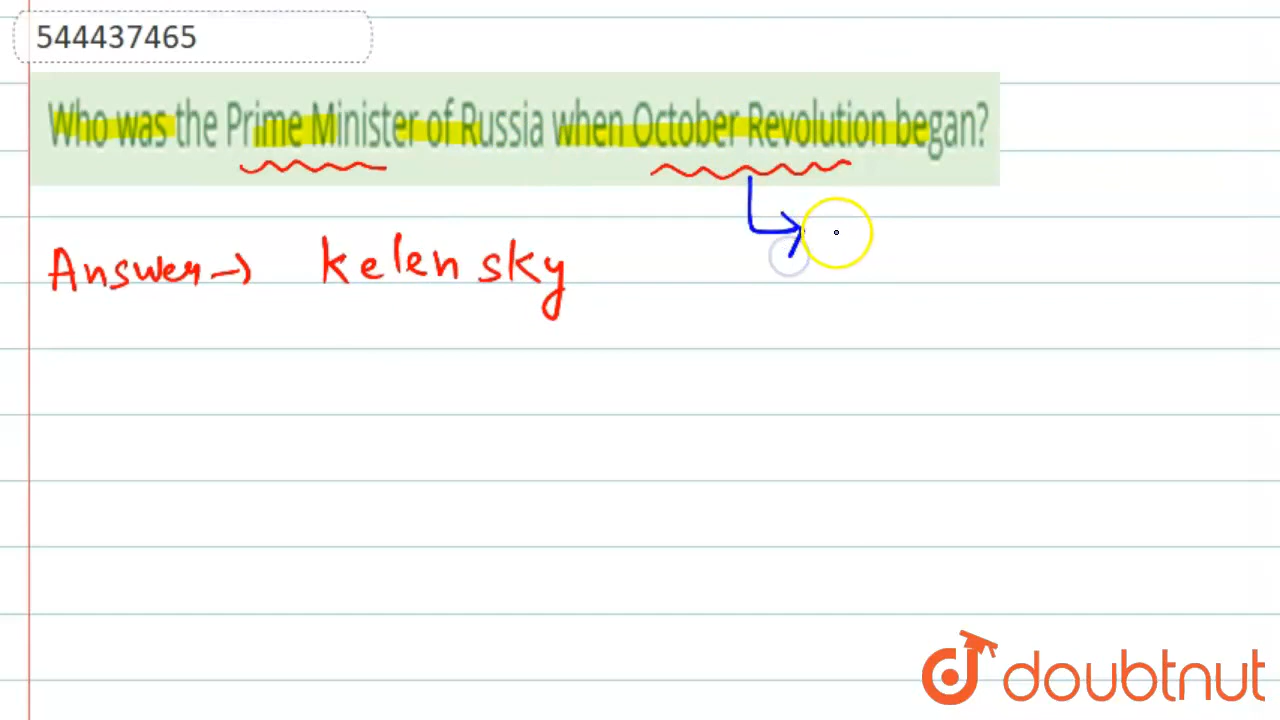 544437465
Who was the Prime Minister of Russia when October Revolution began?
Answer → kelensky
doubtnut